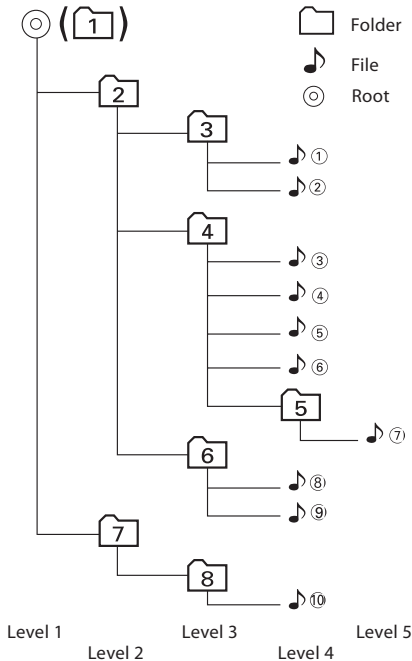 (1)
Folder
File
Root
2
3
①
②
4
③
④
⑤
⑥
5
⑦
6
⑧
⑨
7
8
⑩
Level 1
Level 2
Level 3
Level 4
Level 5